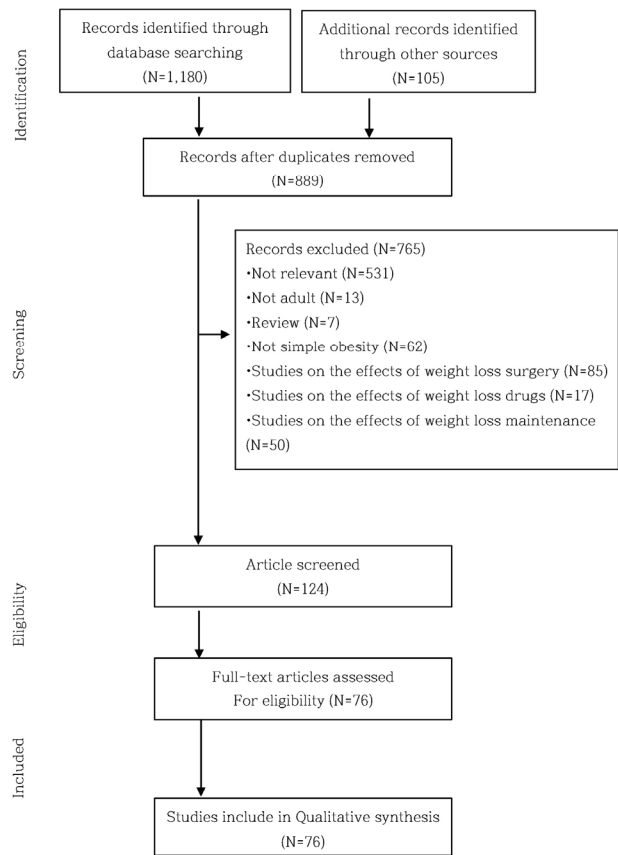 Identification
Records identified through
database searching
(N=1,180)
Additional records identified
through other sources
(N=105)
Records after duplicates removed
(N=889)
Screening
Records excluded (N=765)
•Not relevant (N=531)
•Not adult (N=13)
•Review (N=7)
•Not simple obesity (N=62)
•Studies on the effects of weight loss surgery (N=85)
•Studies on the effects of weight loss drugs (N=17)
•Studies on the effects of weight loss maintenance
(N=50)
Article screened
(N=124)
Eligibility
Full-text articles assessed
For eligibility (N=76)
Included
Studies include in Qualitative synthesis
(N=76)